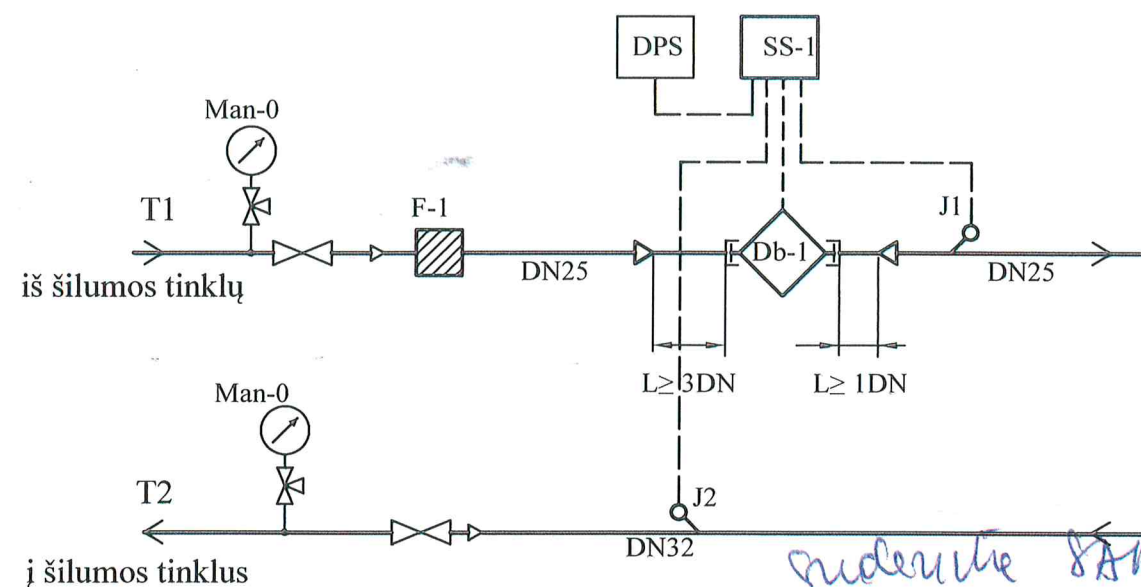 DPS
SS-1
Man-0
T1
F-1
J1
Db-1
DN25
DN25
iš šilumos tinklų
L≥ 3DN
L≥ 1DN
Man-0
T2
J2
DN32
į šilumos tinklus